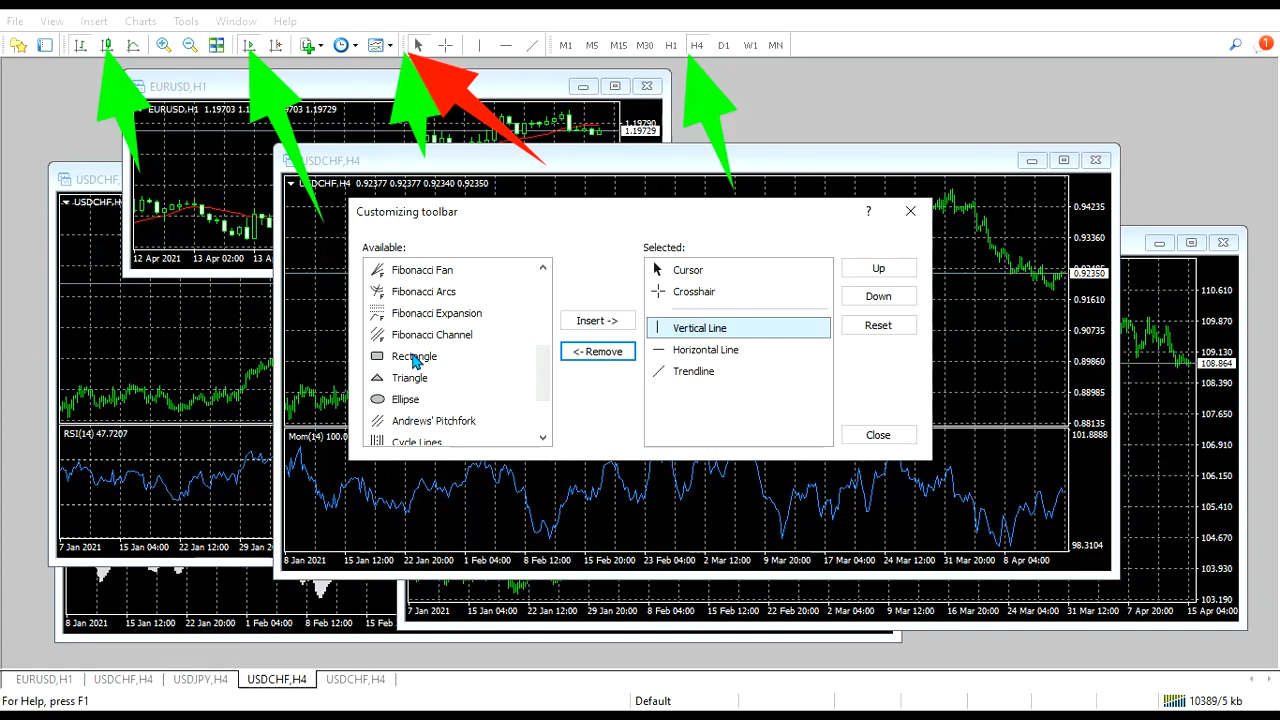 File View Insert Charts Tools Window Help
M1 M5 M15 M30 H1 H4 D1 W1 MN 1
EURUSD,H1
EURUSD,H1 1.19703 1.19729
1.19790
1.19729
12 Apr 2021 13 Apr 02:00 13 Apr
USDCHF,
USDCHF,H
RSI(14) 47.7207
7 Jan 2021 15 Jan 04:00 22 Jan 12:00 29 Jan 20
USDCHF,H4
USDCHF,H4 0.92377 0.92377 0.92340 0.92350
0.94235
0.93360
0.92350
0.91610
0.90735
0.89860
0.88985
0.88135
Mom(14) 100.0
101.8888
98.3104
8 Jan 2021 15 Jan 12:00 22 Jan 20:00 1 Feb 04:00 8 Feb 12:00 15 Feb 20:00 23 Feb 04:00 2 Mar 12:00 9 Mar 20:00 17 Mar 04:00 24 Mar 12:00 31 Mar 20:00 8 Apr 04:00
Customizing toolbar ?
Available:
Fibonacci Fan
Fibonacci Arcs
Fibonacci Expansion
Fibonacci Channel
Rectangle
Triangle
Ellipse
Andrews' Pitchfork
Cycle Lines
Insert ->
<- Remove
Selected:
Cursor
Crosshair
Vertical Line
Horizontal Line
Trendline
Up
Down
Reset
Close
110.610
109.870
109.130
108.864
108.390
107.650
106.910
106.150
105.410
104.670
103.930
103.190
7 Jan 2021 15 Jan 04:00 22 Jan 12:00 29 Jan 20:00 8 Feb 04:00 15 Feb 12:00 22 Feb 20:00 2 Mar 04:00 9 Mar 12:00 16 Mar 20:00 24 Mar 04:00 31 Mar 12:00 7 Apr 20:00 15 Apr 04:00
8 Jan 2021 15 Jan 12:00 22 Jan 20:00 1 Feb 04:00 8 Feb 12:00 15 Feb
EURUSD,H1 USDCHF,H4 USDJPY,H4 USDCHF,H4 USDCHF,H4
For Help, press F1 Default 10389/5 kb